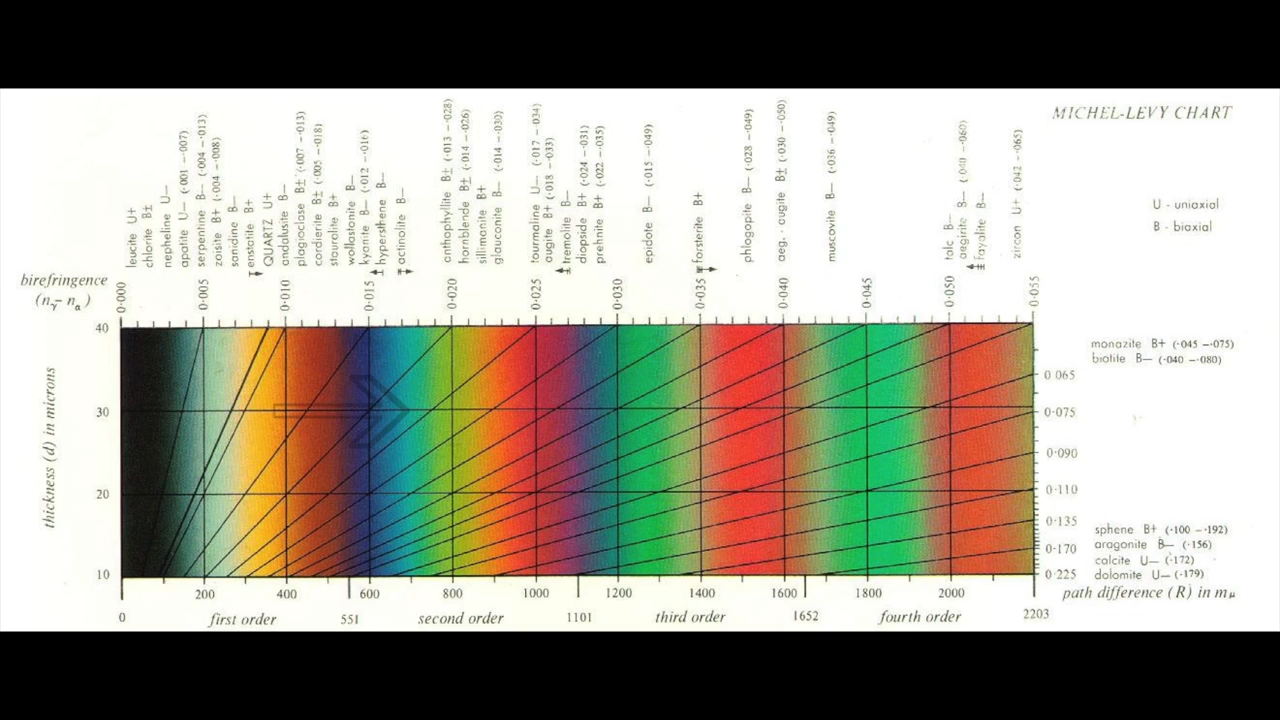 MICHEL-LEVY CHART
leucite U+
chlorite B±
nepheline U—
apatite U— (·001 –·007)
serpentine B— (·004 –·013)
zoisite B+ (·004 –·008)
sanidine B—
enstatite B+
QUARTZ U+
andalusite B—
plagioclase B± (·007 –·013)
cordierite B± (·005 –·018)
staurolite B+
wollastonite B—
kyanite B— (·012 –·016)
hypersthene B—
actinolite B—
anthophyllite B± (·013 –·028)
hornblende B± (·014 –·026)
sillimanite B+
glauconite B— (·014 –·030)
tourmaline U— (·017 –·034)
augite B+ (·018 –·033)
tremolite B—
diopside B+ (·024 –·031)
prehnite B+ (·022 –·035)
epidote B— (·015 –·049)
forsterite B+
phlogopite B— (·028 –·049)
aeg. - augite B± (·030 –·050)
muscovite B— (·036 –·049)
talc B—
aegirite B— (·040 –·060)
fayalite B—
zircon U+ (·042 –·065)
U - uniaxial
B - biaxial
birefringence
(nγ– nα)
0·000 0·005 0·010 0·015 0·020 0·025 0·030 0·035 0·040 0·045 0·050 0·055
thickness (d) in microns
40
30
20
10
monazite B+ (·045 –·075)
biotite B— (·040 –·080)
0 065
0·075
0·090
0·110
0·135
0·170
0·225
sphene B+ (·100 –·192)
aragonite B— (·156)
calcite U— (·172)
dolomite U— (·179)
200 400 600 800 1000 1200 1400 1600 1800 2000
path difference (R) in mμ
0 first order 551 second order 1101 third order 1652 fourth order 2203